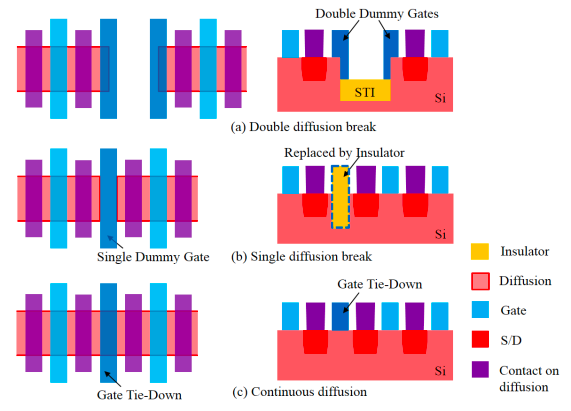 Double Dummy Gates
STI
Si
(a) Double diffusion break
Replaced by Insulator
Single Dummy Gate
Si
(b) Single diffusion break
Insulator
Diffusion
Gate Tie-Down
Gate
S/D
Si
Contact on
diffusion
Gate Tie-Down
(c) Continuous diffusion